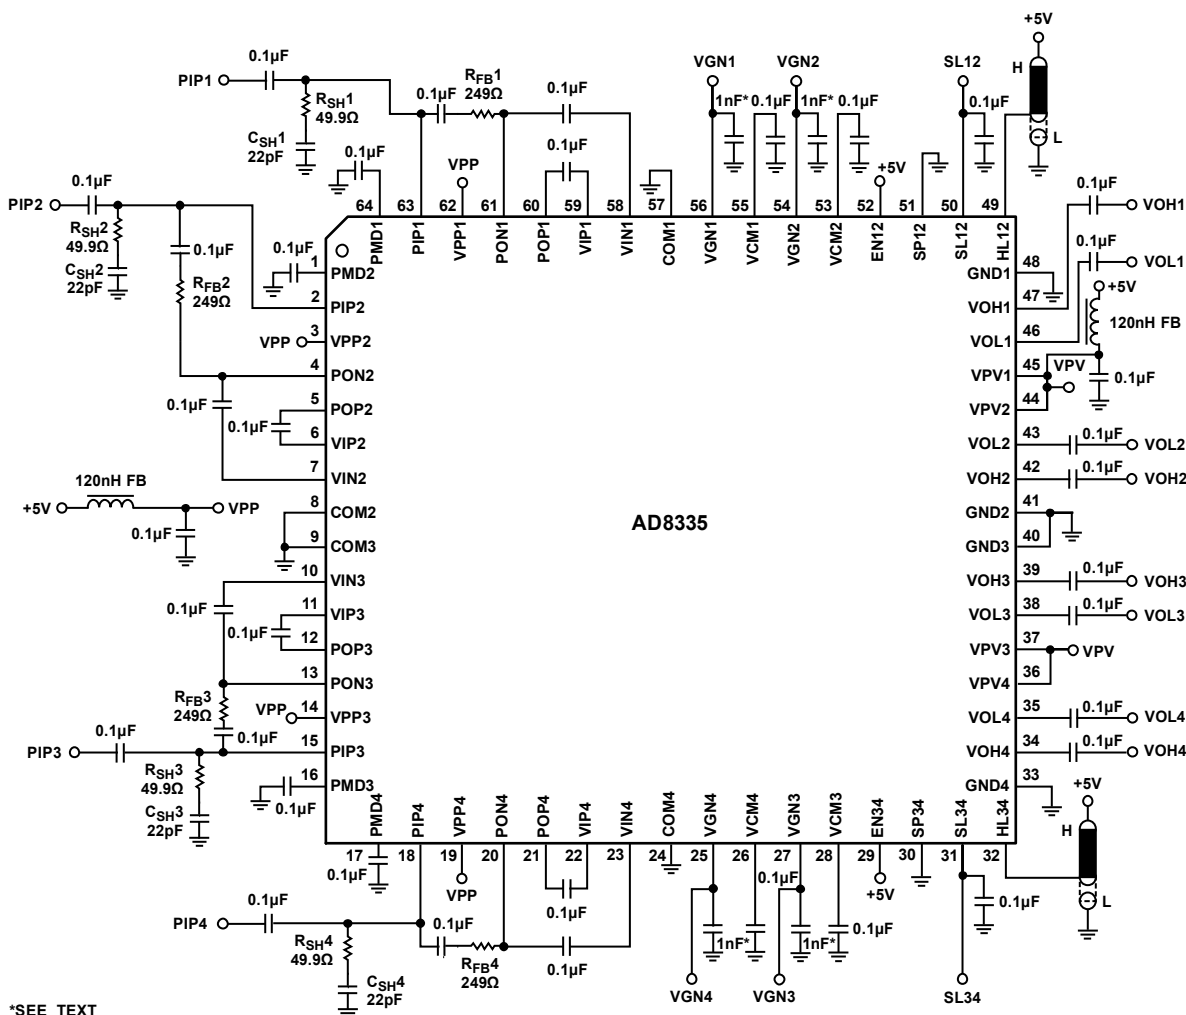 +5V
0.1µF
PIP1
0.1µF
RSH1
49.9Ω
CSH1
22pF
RFB1
249Ω
0.1µF
0.1µF
VPP
0.1µF
VGN1
1nF*
0.1µF
VGN2
1nF*
0.1µF
+5V
SL12
0.1µF
H
L
PIP2
0.1µF
RSH2
49.9Ω
CSH2
22pF
0.1µF
RFB2
249Ω
0.1µF
64
63
62
61
60
59
58
57
56
55
54
53
52
51
50
49
PMD1
PIP1
VPP1
PON1
POP1
VIP1
VIN1
COM1
VGN1
VCM1
VGN2
VCM2
EN12
SP12
SL12
HL12
0.1µF
VOH1
0.1µF
VOL1
+5V
120nH FB
VPV
0.1µF
0.1µF
1
PMD2
2
PIP2
VPP
3
VPP2
4
PON2
0.1µF
5
POP2
0.1µF
6
VIP2
7
VIN2
120nH FB
+5V
VPP
0.1µF
8
COM2
9
COM3
10
VIN3
0.1µF
11
VIP3
0.1µF
12
POP3
13
PON3
RFB3
249Ω
VPP
14
VPP3
0.1µF
PIP3
0.1µF
15
PIP3
RSH3
49.9Ω
CSH3
22pF
16
PMD3
0.1µF
AD8335
GND1
48
VOH1
47
VOL1
46
VPV1
45
VPV2
44
VOL2
43
0.1µF
VOL2
VOH2
42
0.1µF
VOH2
GND2
41
GND3
40
VOH3
39
0.1µF
VOH3
VOL3
38
0.1µF
VOL3
VPV3
37
VPV
VPV4
36
VOL4
35
0.1µF
VOL4
VOH4
34
0.1µF
VOH4
GND4
33
+5V
H
L
PMD4
PIP4
VPP4
PON4
POP4
VIP4
VIN4
COM4
VGN4
VCM4
VGN3
VCM3
EN34
SP34
SL34
HL34
17
18
19
20
21
22
23
24
25
26
27
28
29
30
31
32
0.1µF
VPP
0.1µF
0.1µF
+5V
0.1µF
PIP4
0.1µF
RSH4
49.9Ω
CSH4
22pF
0.1µF
RFB4
249Ω
0.1µF
1nF*
1nF*
0.1µF
VGN4
VGN3
SL34
*SEE TEXT